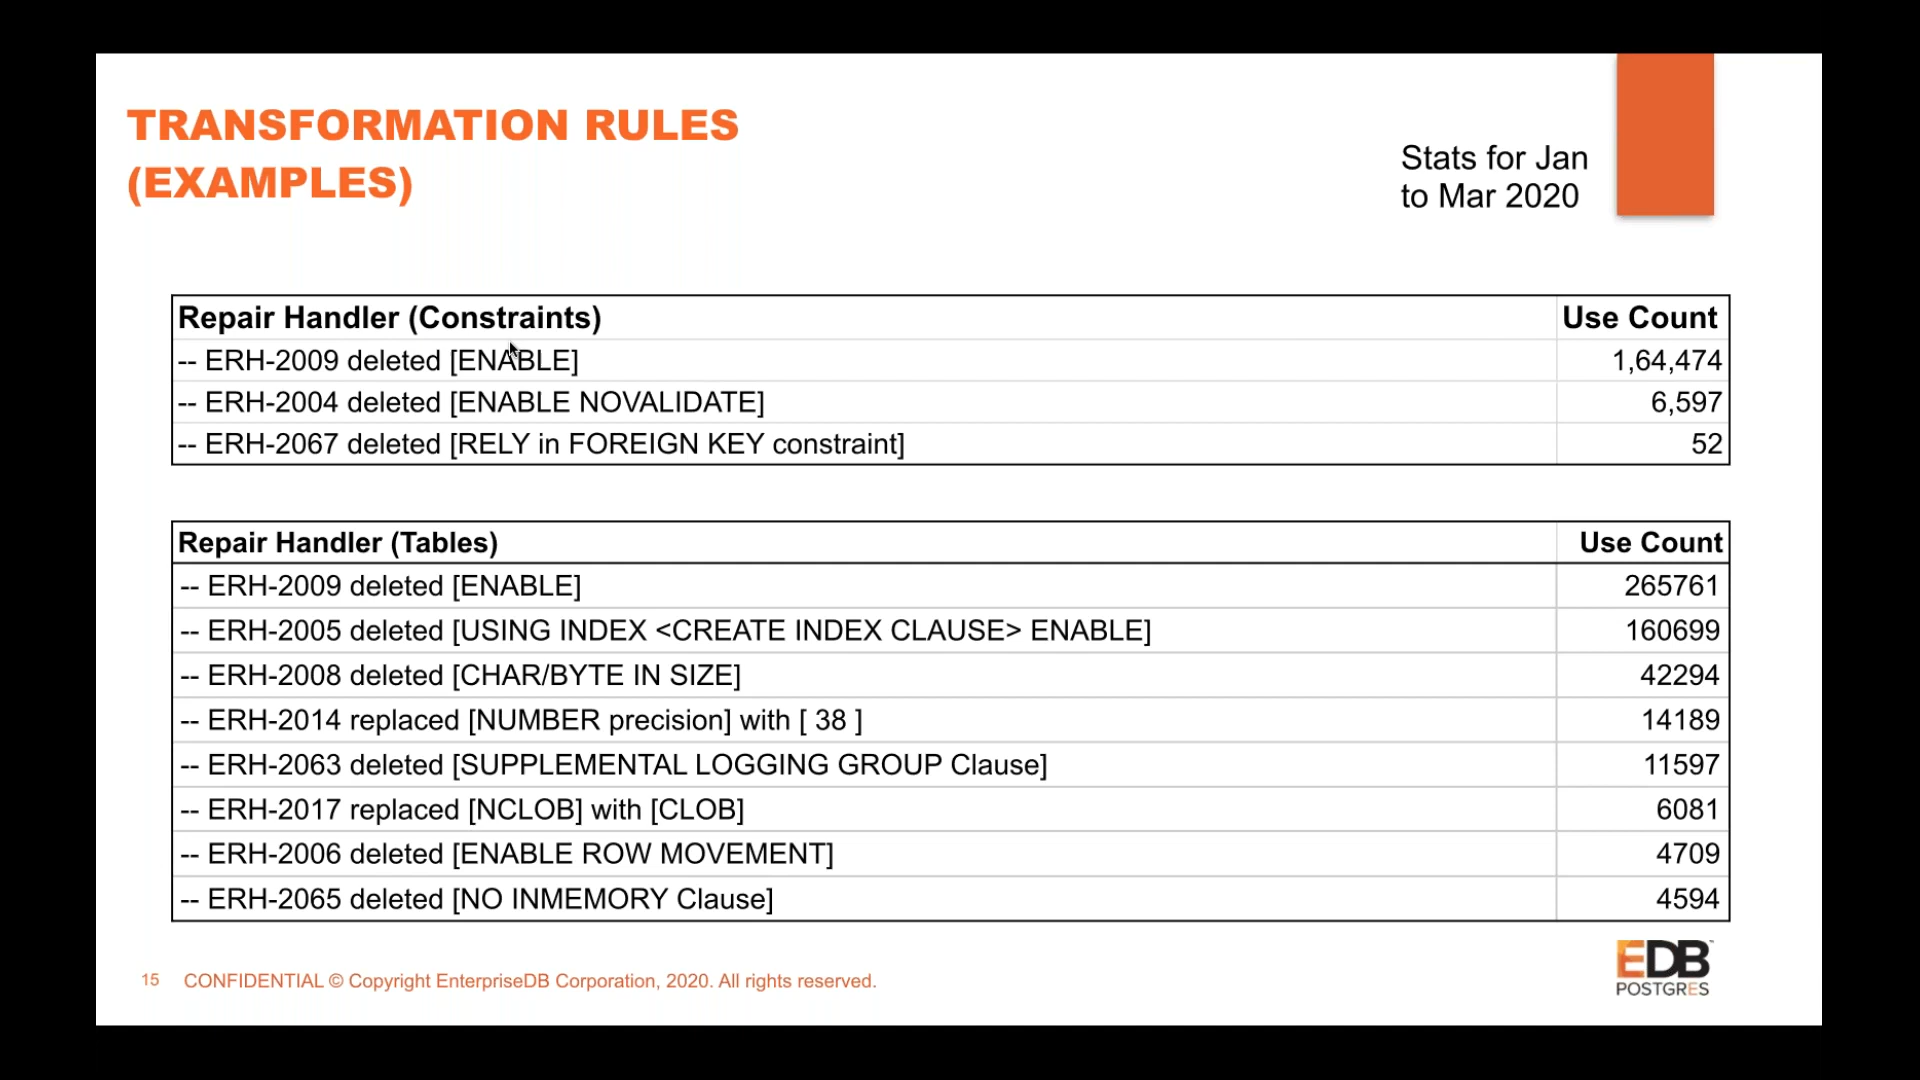 TRANSFORMATION RULES
(EXAMPLES)
Stats for Jan
to Mar 2020
Repair Handler (Constraints) Use Count
-- ERH-2009 deleted [ENABLE] 1,64,474
-- ERH-2004 deleted [ENABLE NOVALIDATE] 6,597
-- ERH-2067 deleted [RELY in FOREIGN KEY constraint] 52
Repair Handler (Tables) Use Count
-- ERH-2009 deleted [ENABLE] 265761
-- ERH-2005 deleted [USING INDEX <CREATE INDEX CLAUSE> ENABLE] 160699
-- ERH-2008 deleted [CHAR/BYTE IN SIZE] 42294
-- ERH-2014 replaced [NUMBER precision] with [ 38 ] 14189
-- ERH-2063 deleted [SUPPLEMENTAL LOGGING GROUP Clause] 11597
-- ERH-2017 replaced [NCLOB] with [CLOB] 6081
-- ERH-2006 deleted [ENABLE ROW MOVEMENT] 4709
-- ERH-2065 deleted [NO INMEMORY Clause] 4594
15 CONFIDENTIAL © Copyright EnterpriseDB Corporation, 2020. All rights reserved.
EDB™
POSTGRES